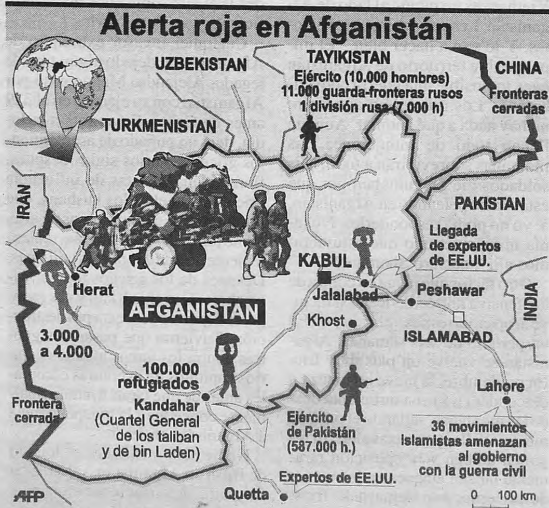 Alerta roja en Afganistán
UZBEKISTAN
TAYIKISTAN
Ejército (10.000 hombres)
11.000 guarda-fronteras rusos
1 división rusa (7.000 h)
CHINA
Fronteras
cerradas
TURKMENISTAN
IRAN
PAKISTAN
Llegada
de expertos
de EE.UU.
KABUL
Jalalabad
Peshawar
INDIA
Herat
AFGANISTAN
Khost
ISLAMABAD
3.000
a 4.000
100.000
refugiados
Lahore
Frontera
cerrada
Kandahar
(Cuartel General
de los taliban
y de bin Laden)
Ejército
de Pakistán
(587.000 h.)
36 movimientos
Islamistas amenazan
al gobierno
con la guerra civil
Expertos de EE.UU.
Quetta
AFP
0 100 km